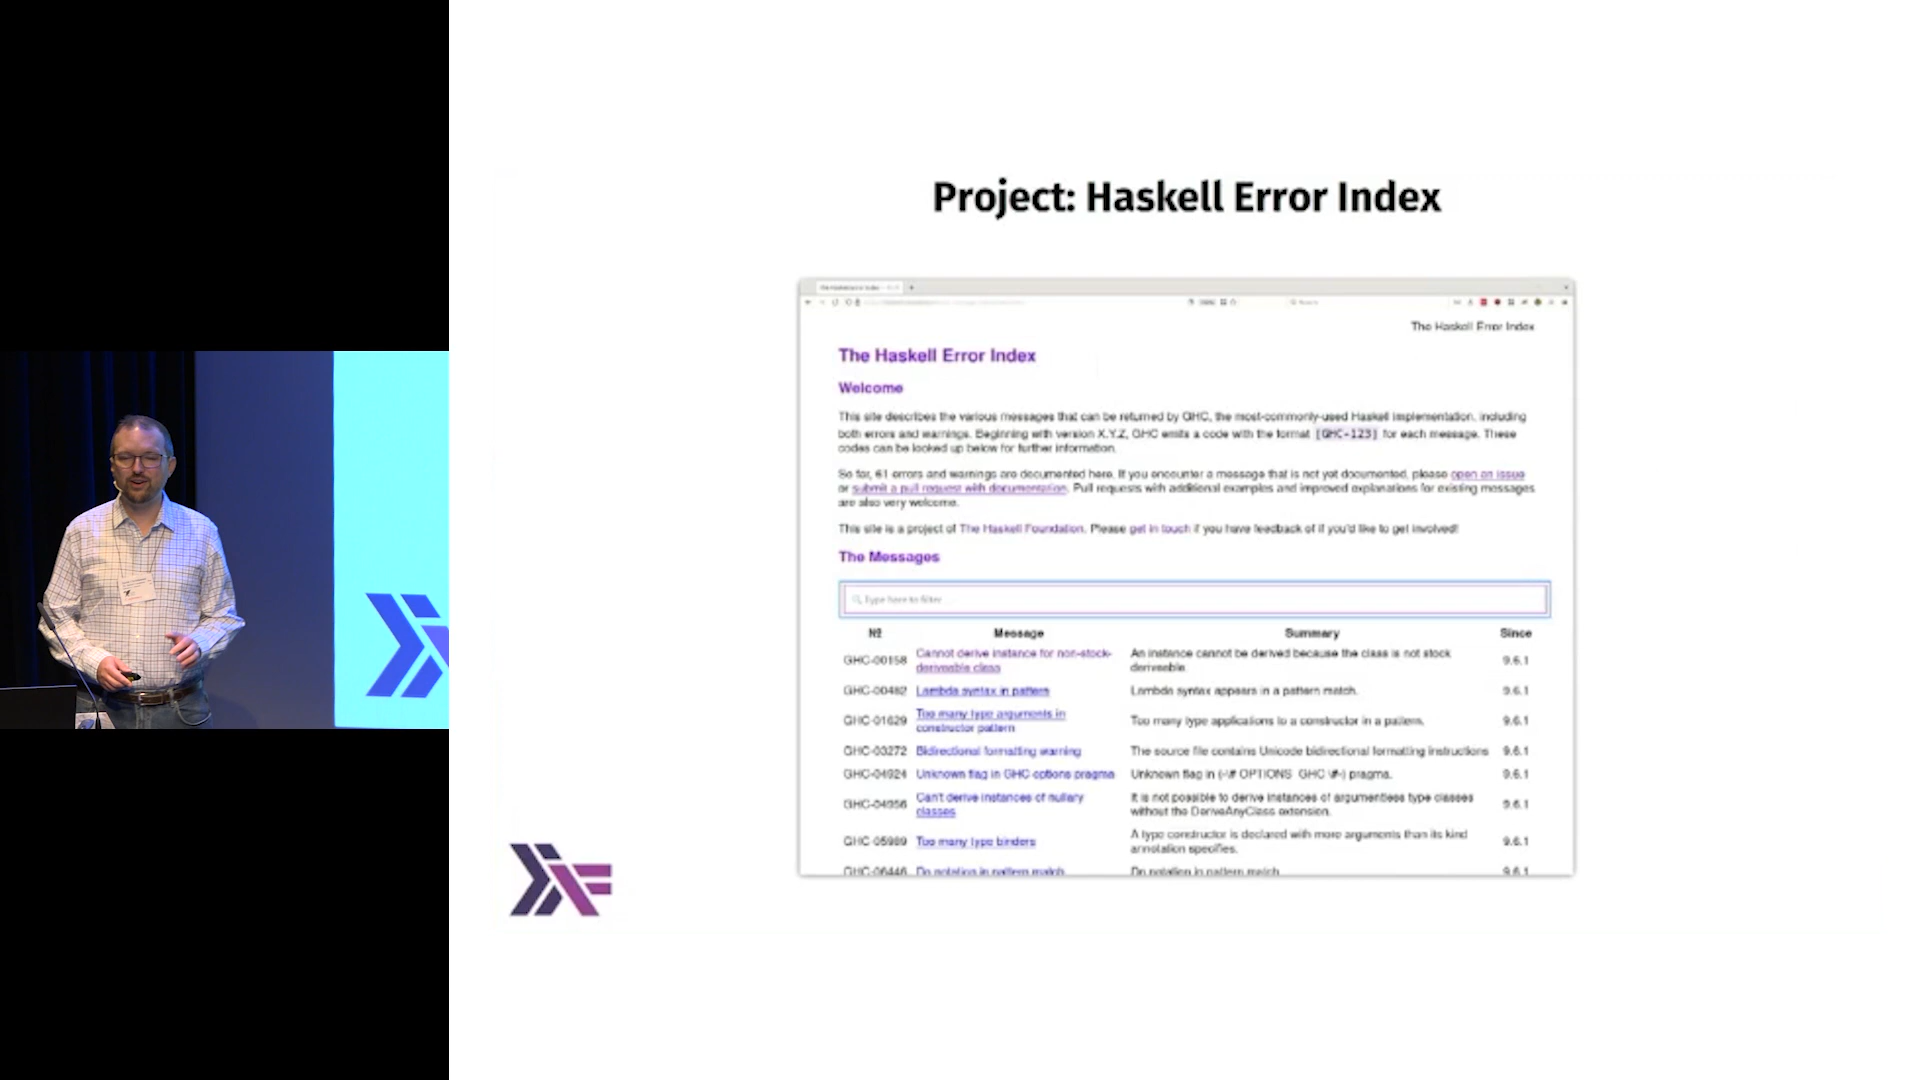 Project: Haskell Error Index
The Haskell Error Index
The Haskell Error Index
Welcome
This site describes the various messages that can be returned by GHC, the most-commonly-used Haskell implementation, including
both errors and warnings. Beginning with version X.Y.Z, GHC emits a code with the format [GHC-123] for each message. These
codes can be looked up below for further information.
So far, 61 errors and warnings are documented here. If you encounter a message that is not yet documented, please open an issue
or submit a pull request with documentation. Pull requests with additional examples and improved explanations for existing messages
are also very welcome.
This site is a project of The Haskell Foundation. Please get in touch if you have feedback of if you'd like to get involved!
The Messages
Type here to filter
№ Message Summary Since
GHC-00158 Cannot derive instance for non-stock-
deriveable class An instance cannot be derived because the class is not stock
deriveable. 9.6.1
GHC-00482 Lambda syntax in pattern Lambda syntax appears in a pattern match. 9.6.1
GHC-01629 Too many type arguments in
constructor pattern Too many type applications to a constructor in a pattern. 9.6.1
GHC-03272 Bidirectional formatting warning The source file contains Unicode bidirectional formatting instructions 9.6.1
GHC-04924 Unknown flag in GHC options pragma Unknown flag in {-\# OPTIONS_GHC \#-} pragma. 9.6.1
GHC-04956 Can't derive instances of nullary
classes It is not possible to derive instances of argumentless type classes
without the DeriveAnyClass extension. 9.6.1
GHC-05989 Too many type binders A type constructor is declared with more arguments than its kind
annotation specifies. 9.6.1
GHC-06446 Do notation in pattern match Do notation in pattern match 9.6.1